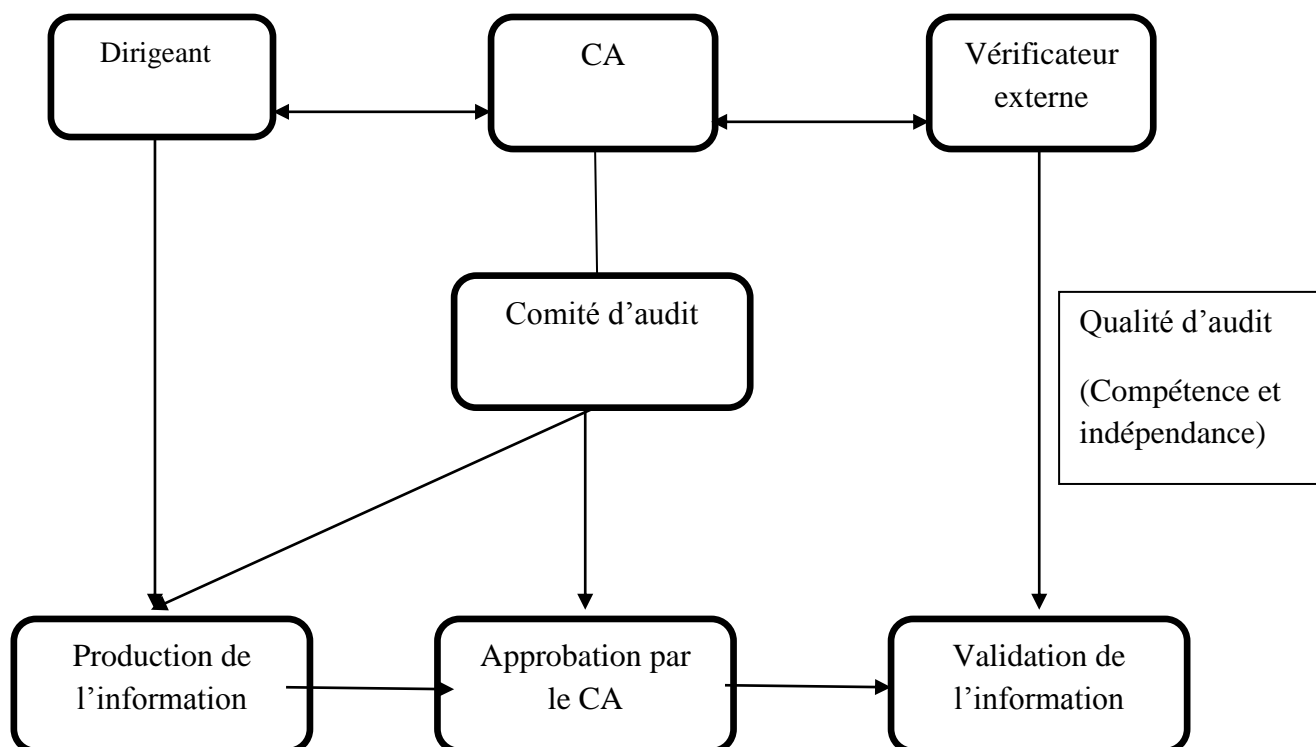 Dirigeant
CA
Vérificateur
externe
Comité d’audit
Qualité d’audit
(Compétence et
indépendance)
Production de
l’information
Approbation par
le CA
Validation de
l’information